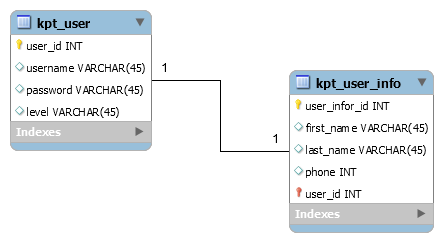 kpt_user
user_id INT
username VARCHAR(45)
password VARCHAR(45)
level VARCHAR(45)
Indexes
1
1
kpt_user_info
user_infor_id INT
first_name VARCHAR(45)
last_name VARCHAR(45)
phone INT
user_id INT
Indexes